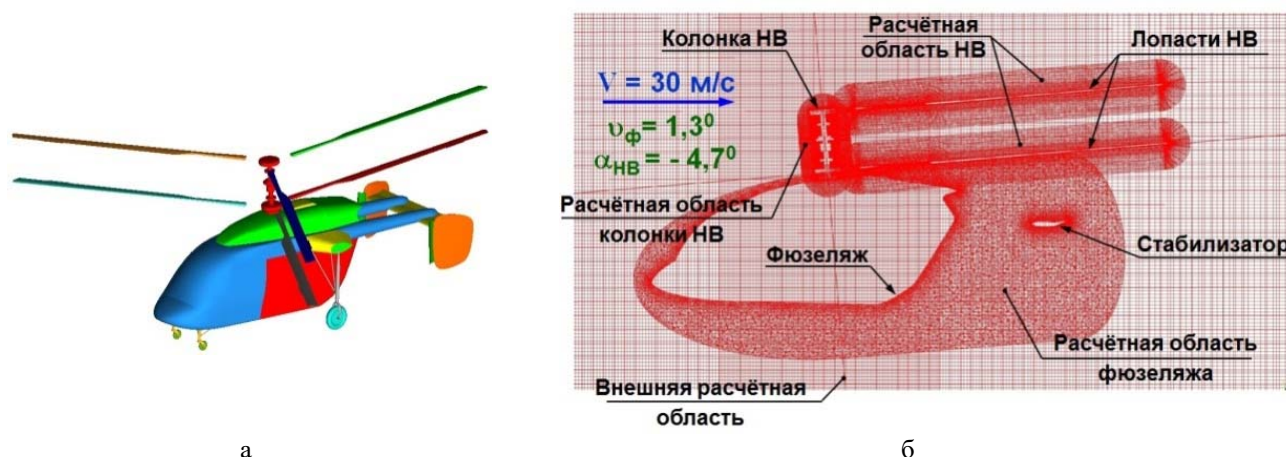 Колонка НВ
Расчётная
область НВ
Лопасти НВ
V = 30 м/с
υф = 1,3⁰
αНВ = - 4,7⁰
Расчётная область
колонки НВ
Фюзеляж
Стабилизатор
Расчётная область
фюзеляжа
Внешняя расчётная
область
а
б